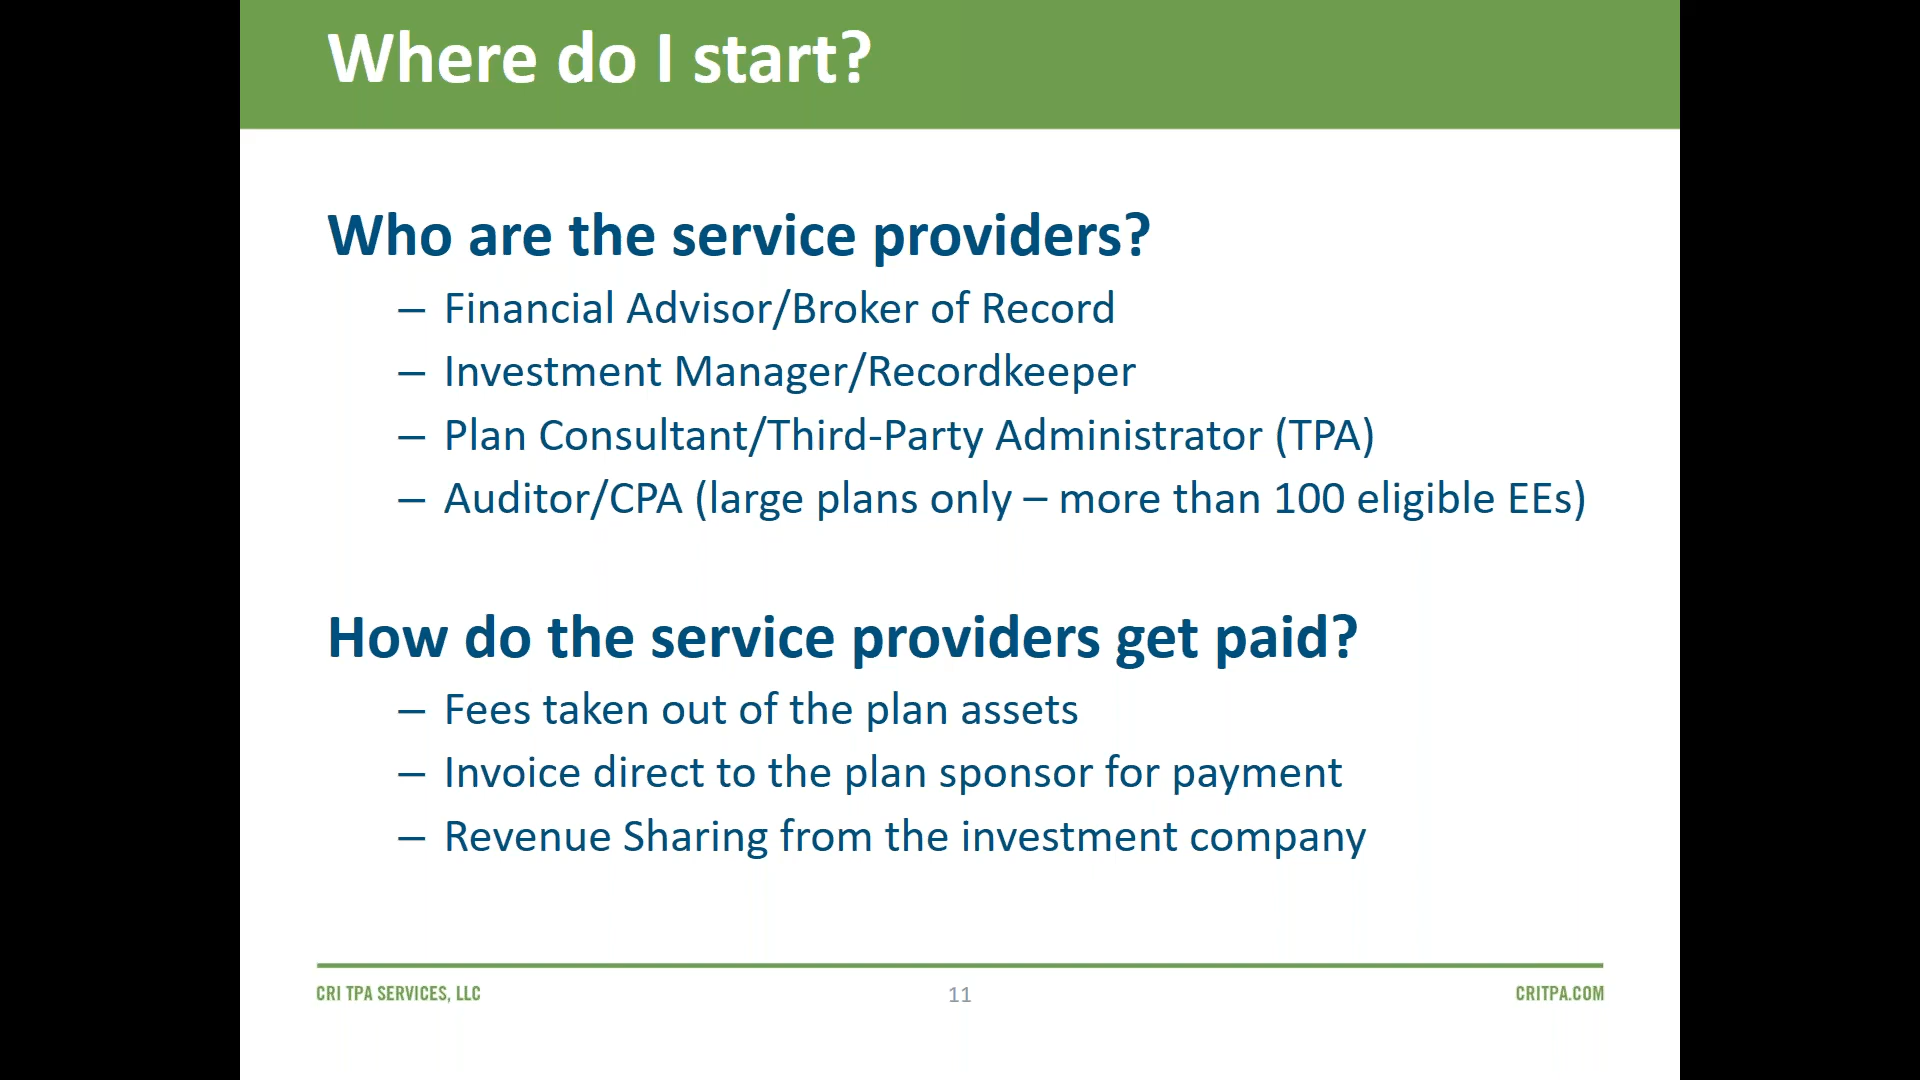 Where do I start?
Who are the service providers?
– Financial Advisor/Broker of Record
– Investment Manager/Recordkeeper
– Plan Consultant/Third-Party Administrator (TPA)
– Auditor/CPA (large plans only – more than 100 eligible EEs)
How do the service providers get paid?
– Fees taken out of the plan assets
– Invoice direct to the plan sponsor for payment
– Revenue Sharing from the investment company
CRI TPA SERVICES, LLC
11
CRITPA.COM